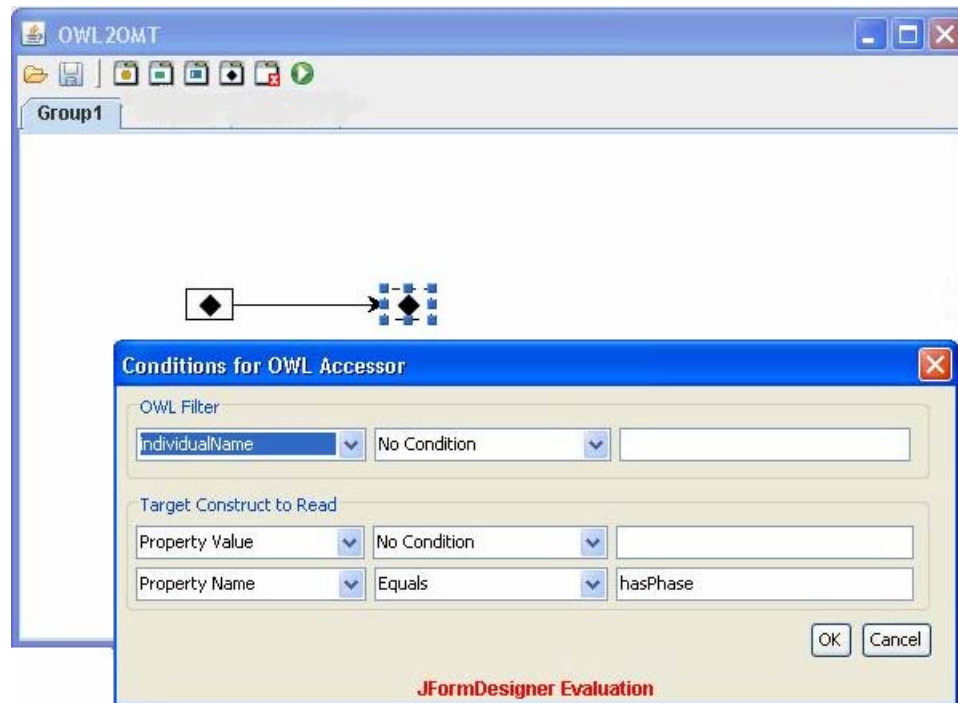 OWL2OMT
Group1
Conditions for OWL Accessor
OWL Filter
individualName No Condition
Target Construct to Read
Property Value No Condition
Property Name Equals hasPhase
OK Cancel
JFormDesigner Evaluation